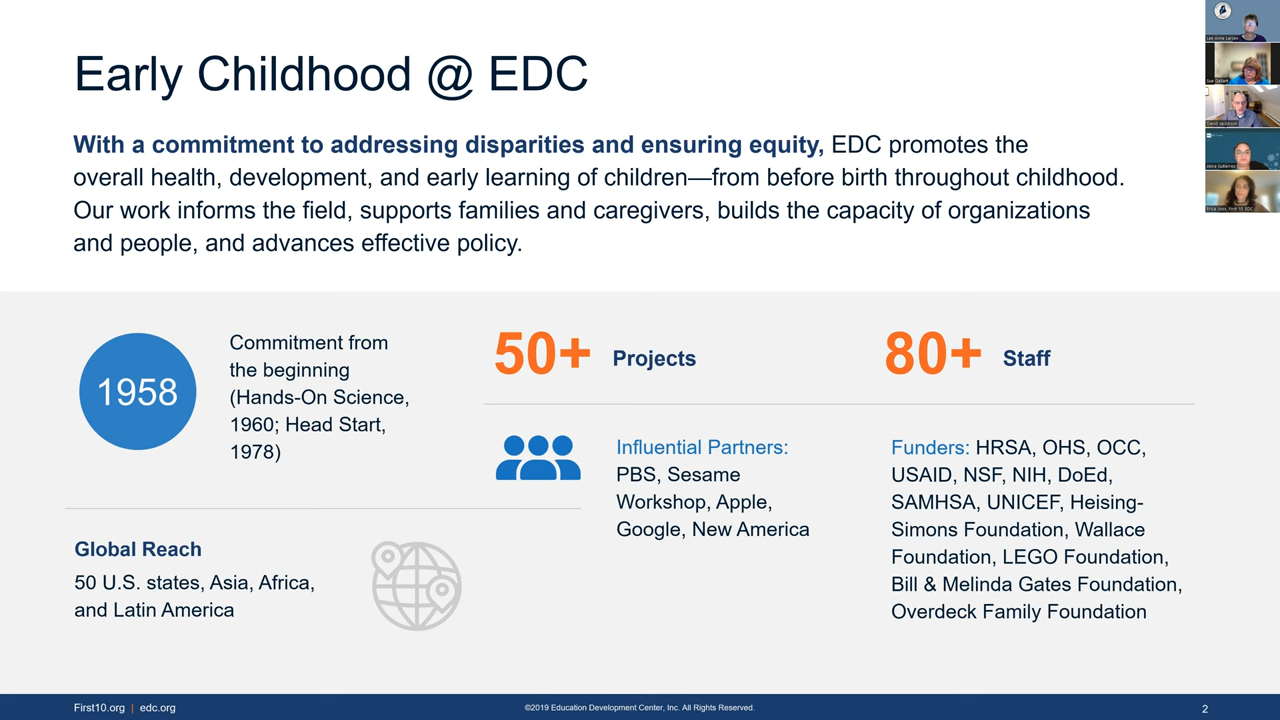 Early Childhood @ EDC
With a commitment to addressing disparities and ensuring equity, EDC promotes the
overall health, development, and early learning of children—from before birth throughout childhood.
Our work informs the field, supports families and caregivers, builds the capacity of organizations
and people, and advances effective policy.
1958
Commitment from
the beginning
(Hands-On Science,
1960; Head Start,
1978)
Global Reach
50 U.S. states, Asia, Africa,
and Latin America
50+ Projects
Influential Partners:
PBS, Sesame
Workshop, Apple,
Google, New America
80+ Staff
Funders: HRSA, OHS, OCC,
USAID, NSF, NIH, DoEd,
SAMHSA, UNICEF, Heising-
Simons Foundation, Wallace
Foundation, LEGO Foundation,
Bill & Melinda Gates Foundation,
Overdeck Family Foundation
First10.org | edc.org
©2019 Education Development Center, Inc. All Rights Reserved.
2
Lee Anne Larsen